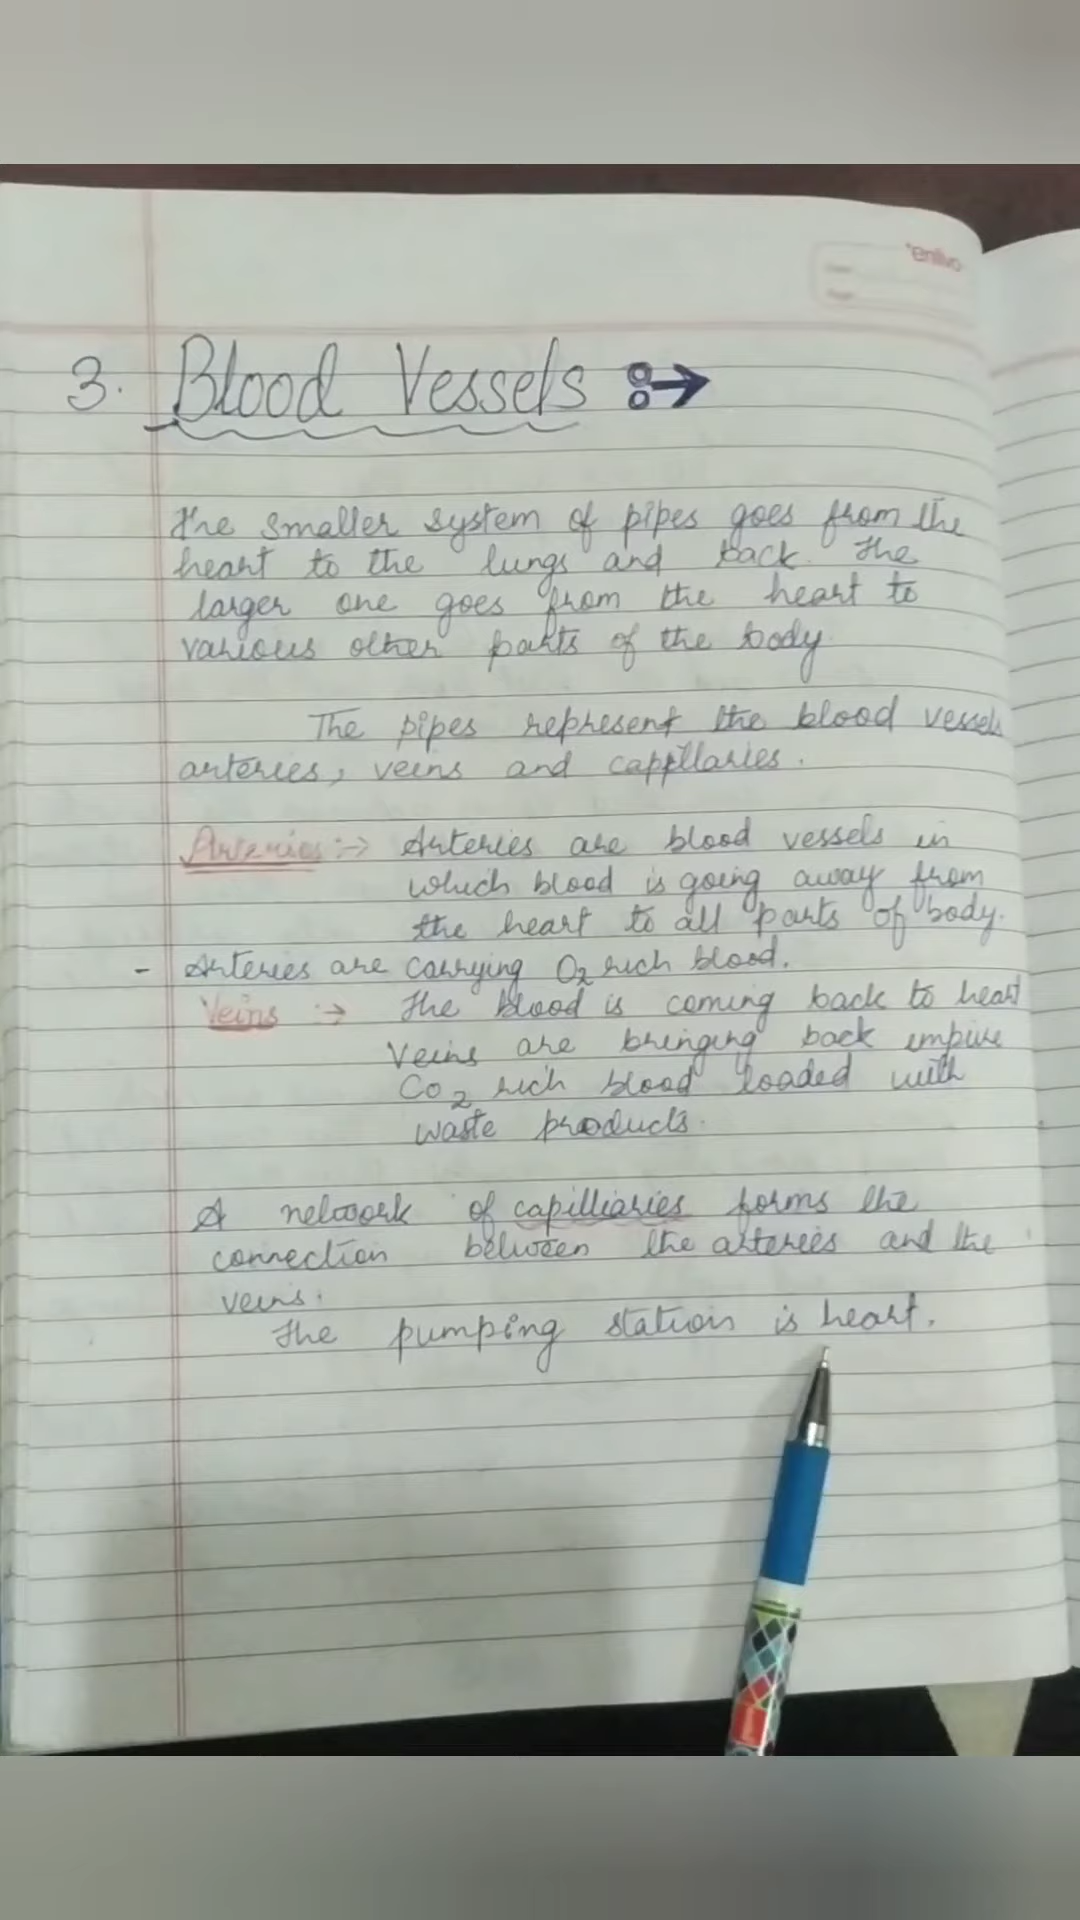 enlivo
3. Blood Vessels :→
The smaller system of pipes goes from the
heart to the lungs and back. The
larger one goes from the heart to
various other parts of the body.
The pipes represent the blood vessels
arteries, veins and cappilaries.
Arteries :→ Arteries are blood vessels in
which blood is going away from
the heart to all parts of body.
- Arteries are carrying O2 rich blood.
Veins :→ The blood is coming back to heart
Veins are bringing back impure
CO2 rich blood loaded with
waste products.
A network of capilliaries forms the
connection between the arteries and the
veins.
The pumping station is heart.